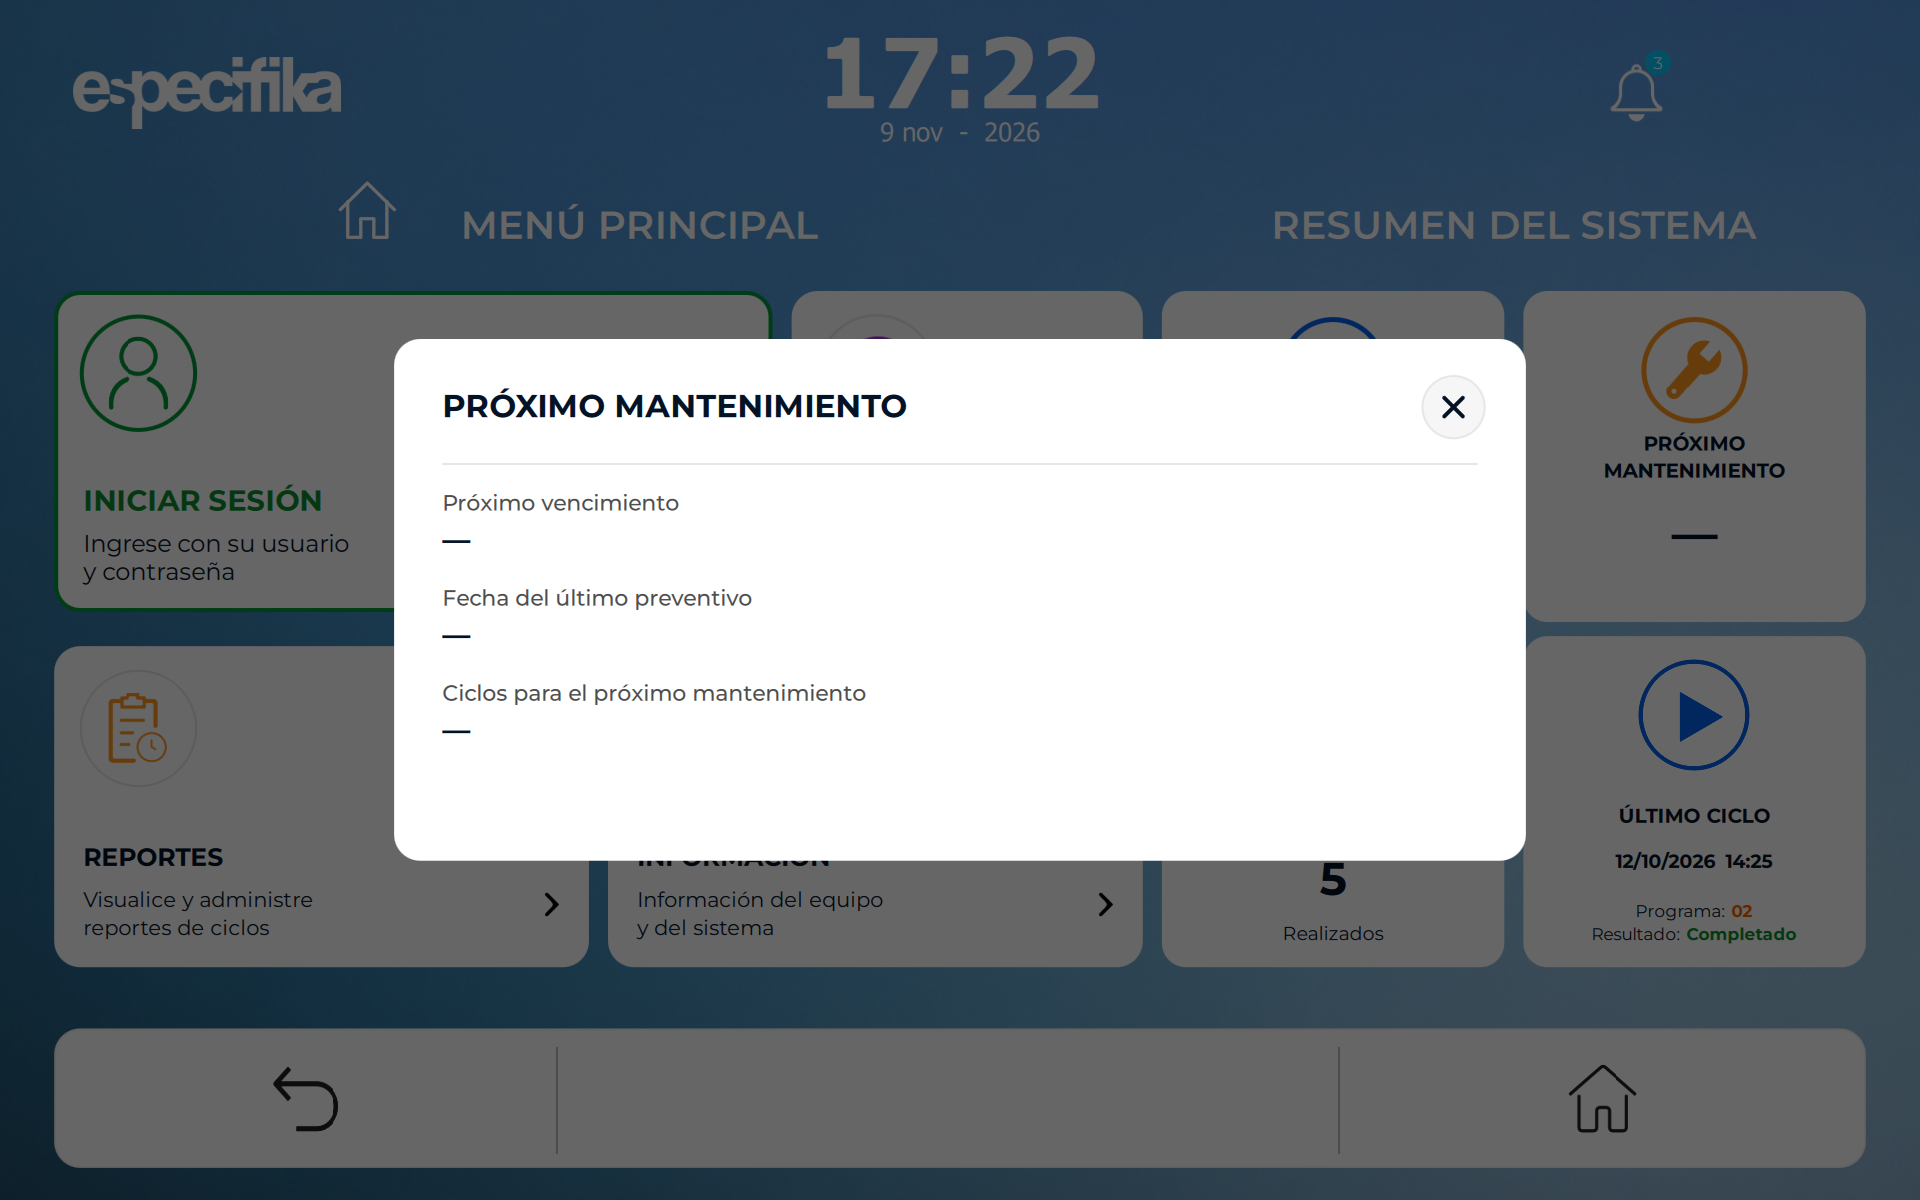 especifika
17:22
9 nov - 2026
3
MENÚ PRINCIPAL
RESUMEN DEL SISTEMA
INICIAR SESIÓN
Ingrese con su usuario
y contraseña
PRÓXIMO MANTENIMIENTO
Próximo vencimiento
—
Fecha del último preventivo
—
Ciclos para el próximo mantenimiento
—
PRÓXIMO
MANTENIMIENTO
—
REPORTES
Visualice y administre
reportes de ciclos
INFORMACIÓN
Información del equipo
y del sistema
5
Realizados
ÚLTIMO CICLO
12/10/2026 14:25
Programa: 02
Resultado: Completado